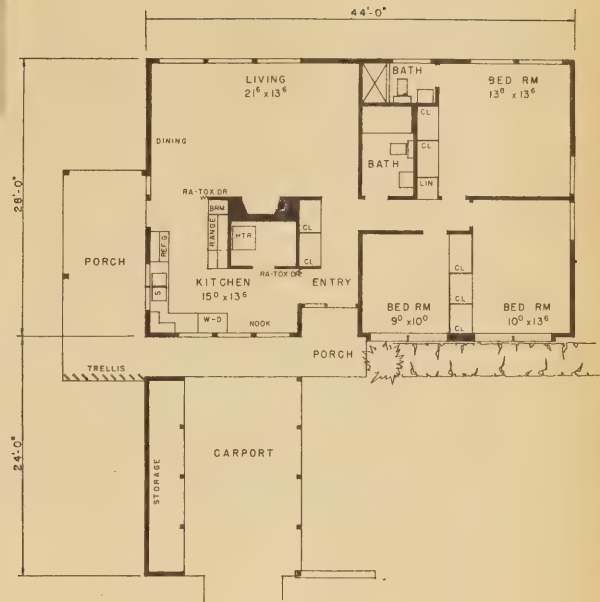 44'-0"
LIVING
21⁶ x 13⁶
BATH
BED RM
13⁸ x 13⁶
CL
DINING
CL
BATH
LIN
28'-0"
RA-TOX DR
BRM
RANGE
HTR
CL
REFG
PORCH
CL
RA-TOX DR
CL
S
KITCHEN
15⁰ x 13⁶
ENTRY
CL
BED RM
9⁰ x 10⁰
BED RM
10⁰ x 13⁶
W-D
NOOK
CL
PORCH
TRELLIS
24'-0"
CARPORT
STORAGE